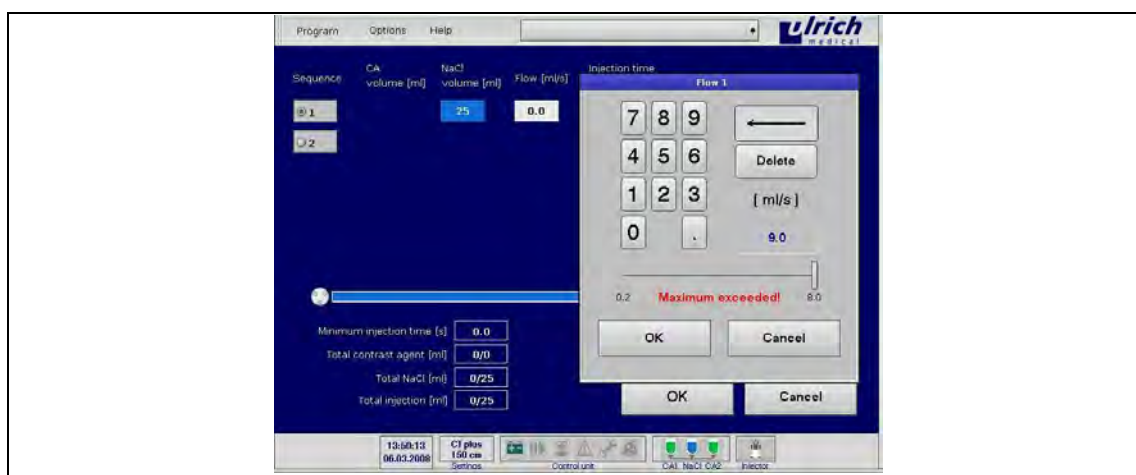 Program Options Help
ulrich
medical
Sequence CA volume [ml] NaCl volume [ml] Flow [ml/s] Injection time
1 25 0.0
2
Flow 1
7 8 9
4 5 6 Delete
1 2 3 [ ml/s ]
0 . 9.0
0.2 Maximum exceeded! 8.0
OK Cancel
Minimum injection time [s] 0.0
Total contrast agent [ml] 0/0
Total NaCl [ml] 0/25
Total injection [ml] 0/25
OK Cancel
13:50:13 CT plus
06.03.2008 150 cm
Settings Control unit CA1 NaCl CA2 Injector